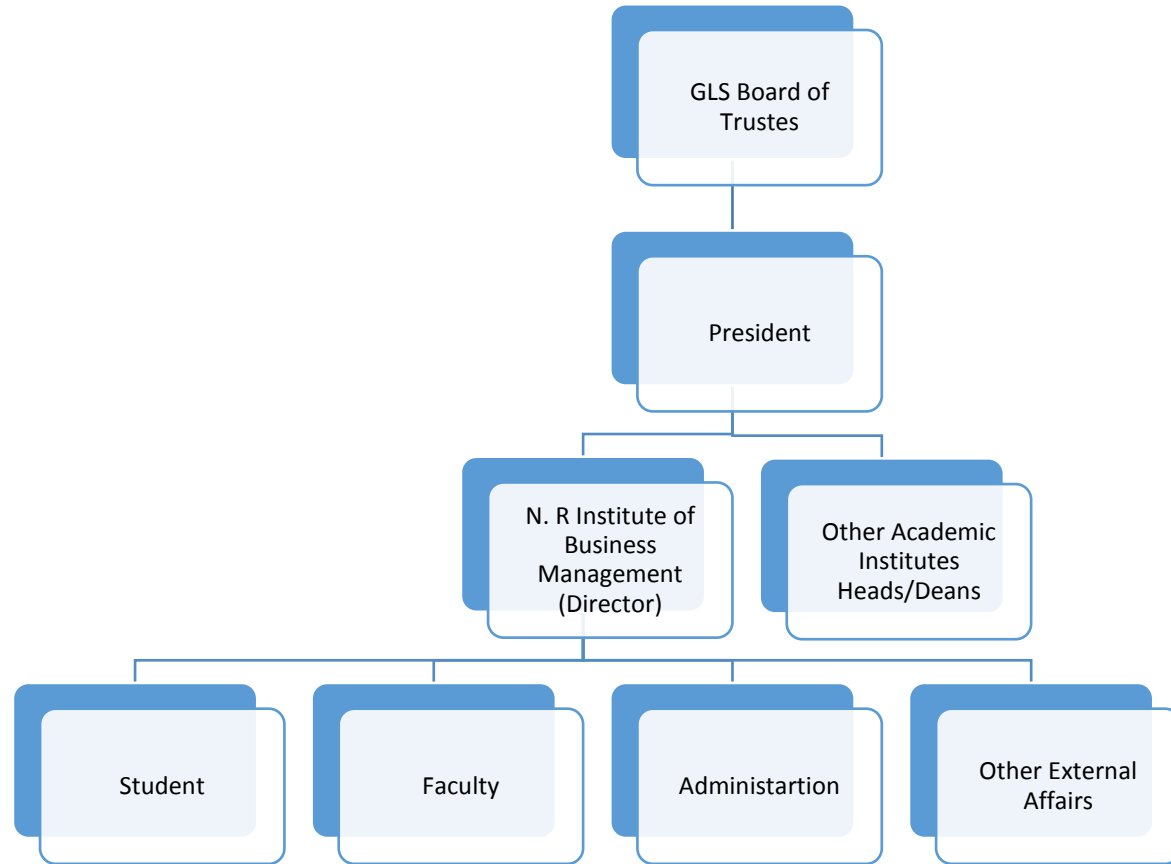 GLS Board of
Trustes
President
N. R Institute of
Business
Management
(Director)
Other Academic
Institutes
Heads/Deans
Student
Faculty
Administartion
Other External
Affairs